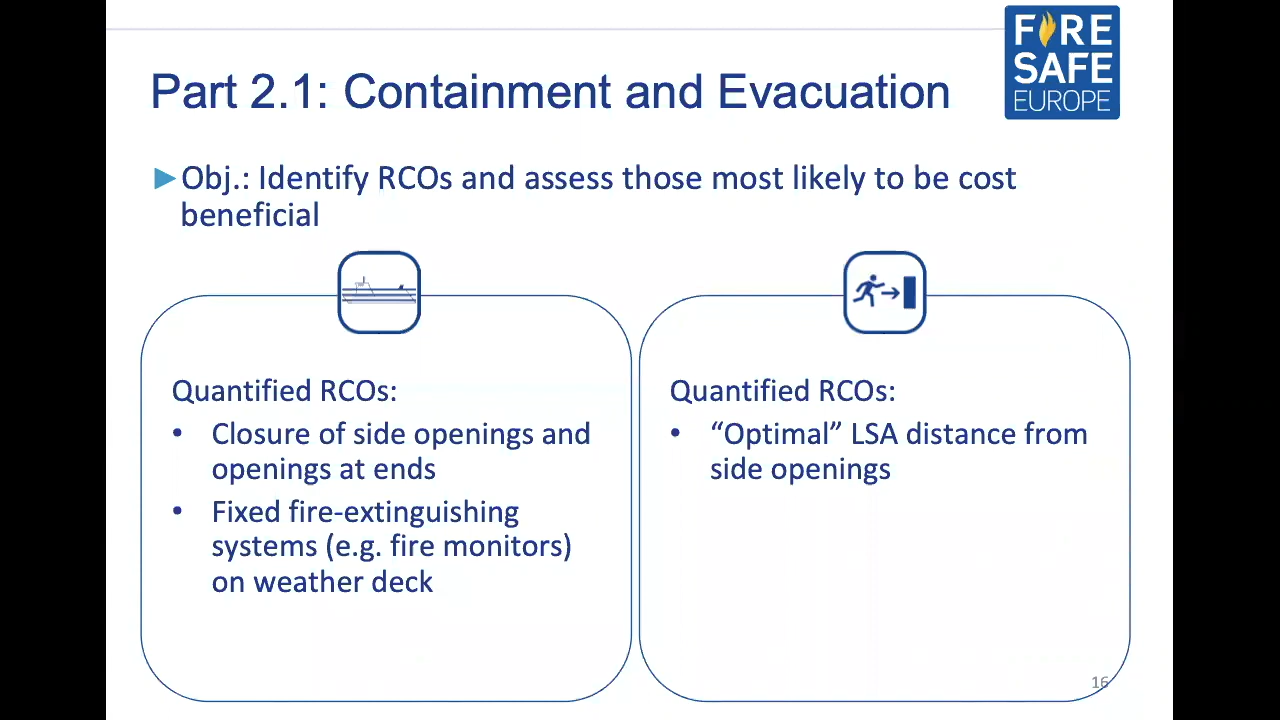 FIRE
SAFE
EUROPE
Part 2.1: Containment and Evacuation
►Obj.: Identify RCOs and assess those most likely to be cost
beneficial
Quantified RCOs:
• Closure of side openings and
openings at ends
• Fixed fire-extinguishing
systems (e.g. fire monitors)
on weather deck
Quantified RCOs:
• “Optimal” LSA distance from
side openings
16